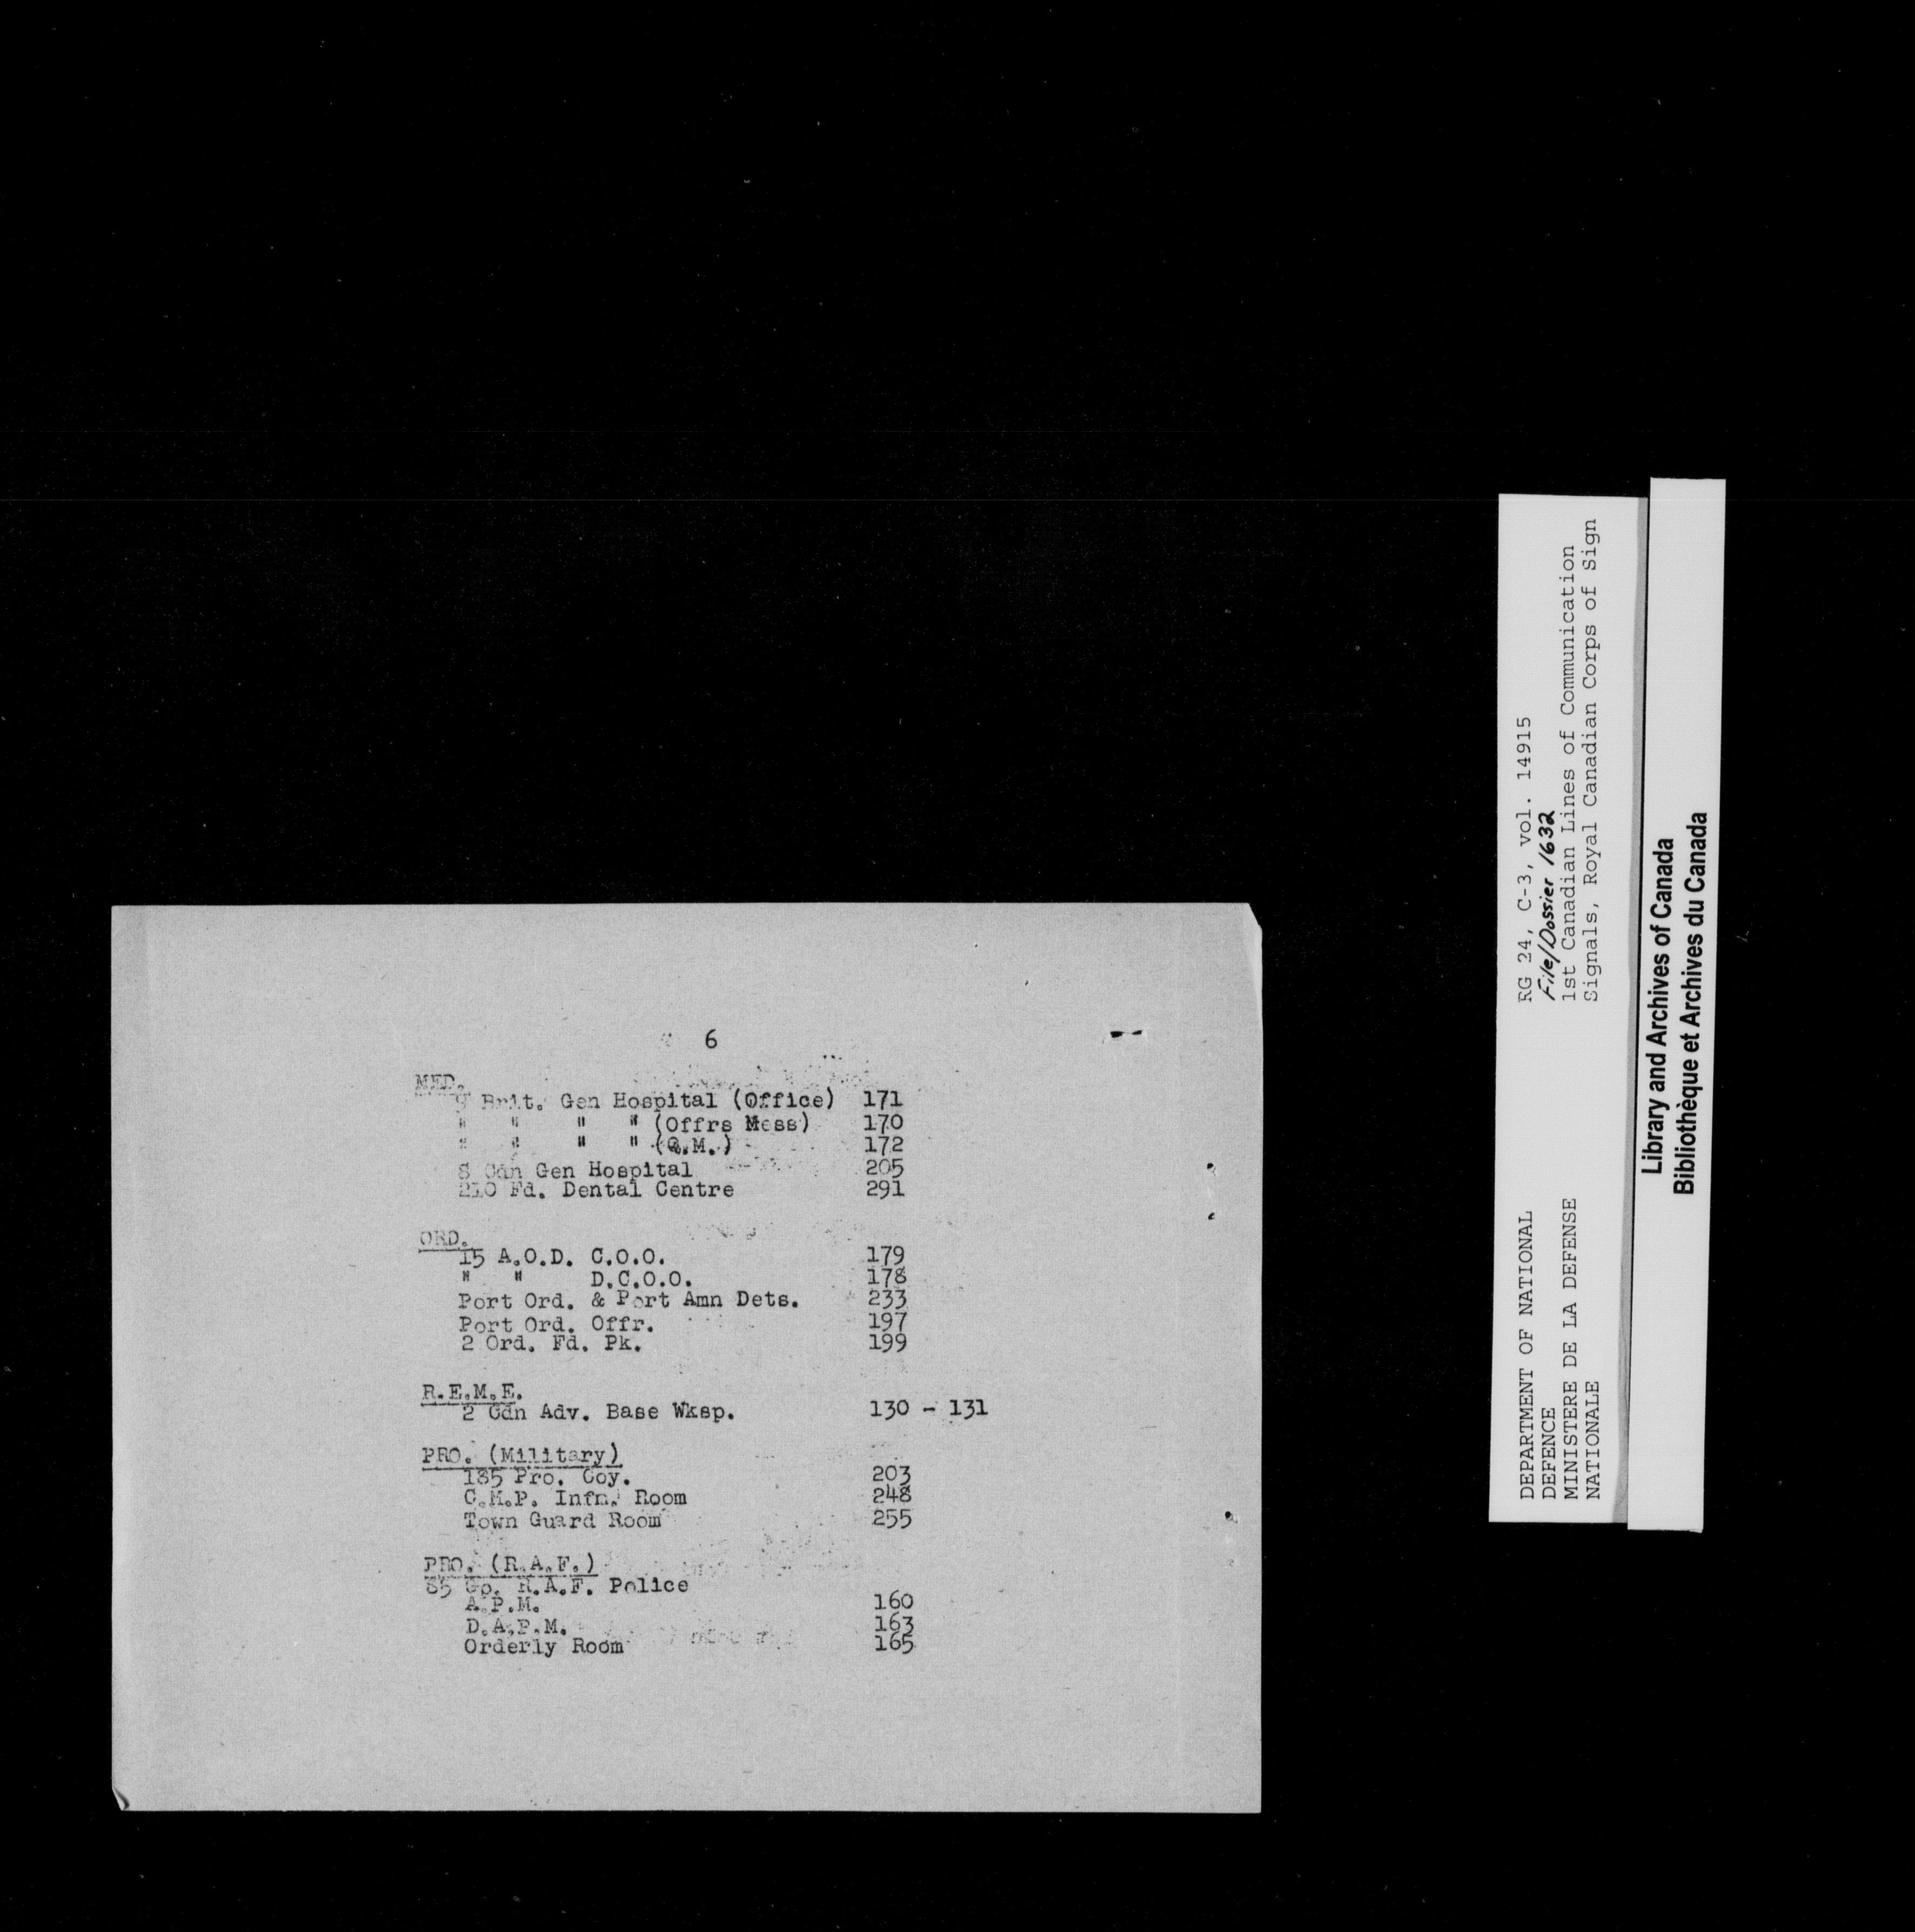 6
MED.
9 Brit. Gen Hospital (Office) 171
" " " " (Offrs Mess) 170
" " " " (Q.M.) 172
8 Cdn Gen Hospital 205
210 Fd. Dental Centre 291
ORD.
15 A.O.D. C.O.O. 179
" " D.C.O.O. 178
Port Ord. & Port Amn Dets. 233
Port Ord. Offr. 197
2 Ord. Fd. Pk. 199
R.E.M.E.
2 Cdn Adv. Base Wksp. 130 - 131
PRO. (Military)
185 Pro. Coy. 203
C.M.P. Infn. Room 248
Town Guard Room 255
PRO. (R.A.F.)
85 Gp. R.A.F. Police
A.P.M. 160
D.A.P.M. 163
Orderly Room 165
DEPARTMENT OF NATIONAL RG 24, C-3, vol. 14915
DEFENCE File/Dossier 1632
MINISTERE DE LA DEFENSE 1st Canadian Lines of Communication
NATIONALE Signals, Royal Canadian Corps of Sign
Library and Archives of Canada
Bibliothèque et Archives du Canada